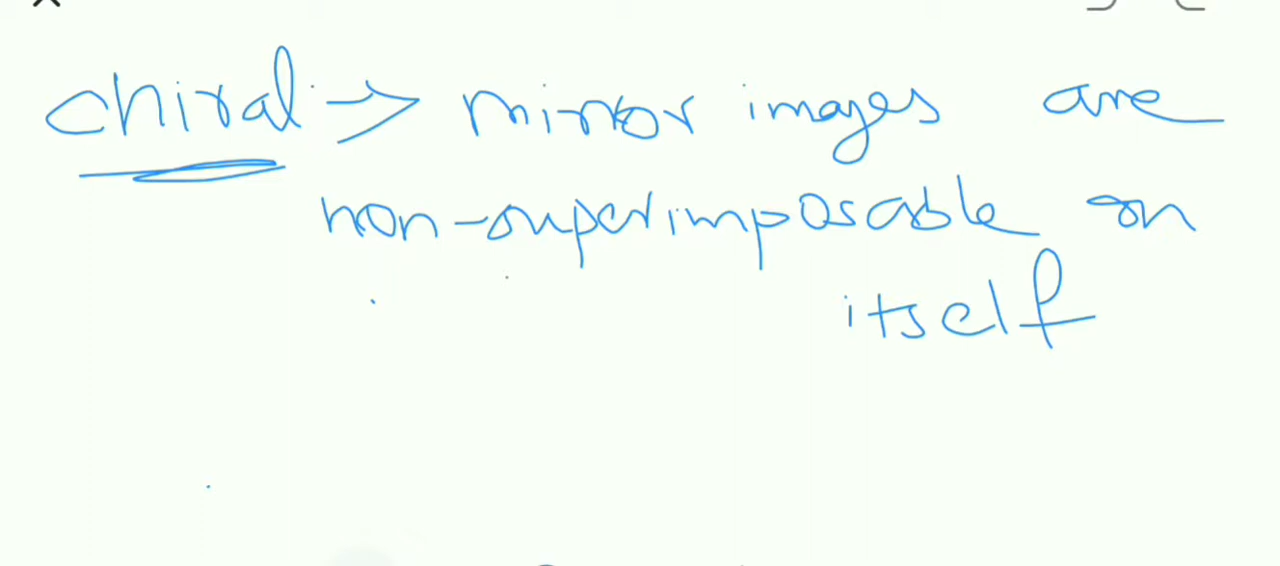 chiral -> mirror images are
non-superimposable on
itself